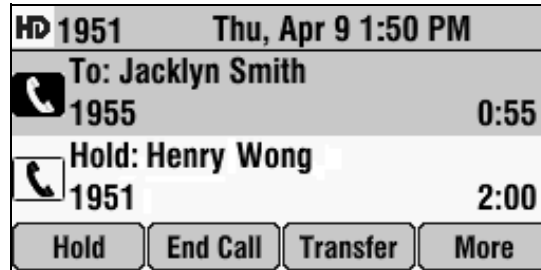 HD 1951 Thu, Apr 9 1:50 PM
To: Jacklyn Smith
1955 0:55
Hold: Henry Wong
1951 2:00
Hold End Call Transfer More